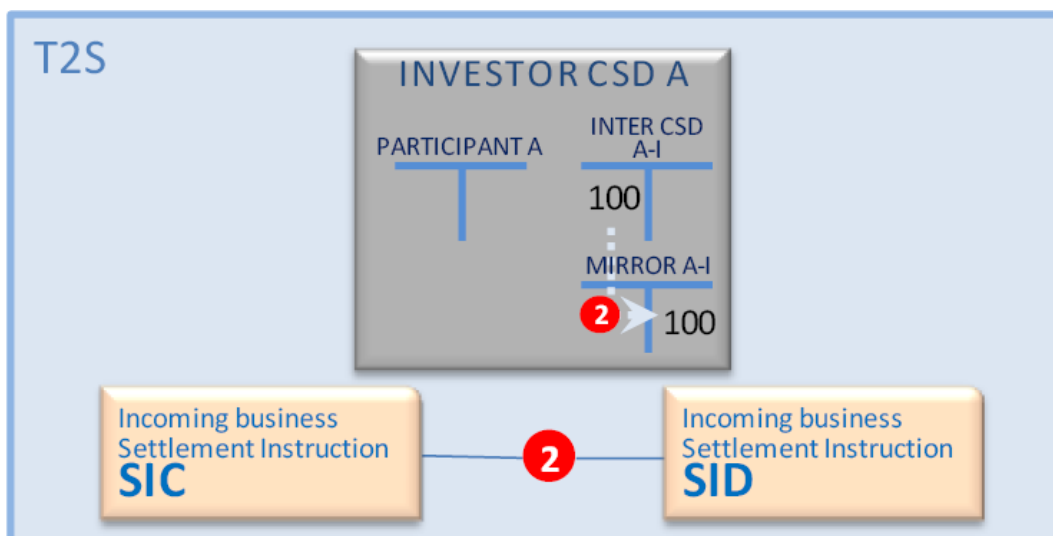 T2S
INVESTOR CSD A
PARTICIPANT A
INTER CSD
A-I
100
MIRROR A-I
2
100
Incoming business
Settlement Instruction
SIC
2
Incoming business
Settlement Instruction
SID